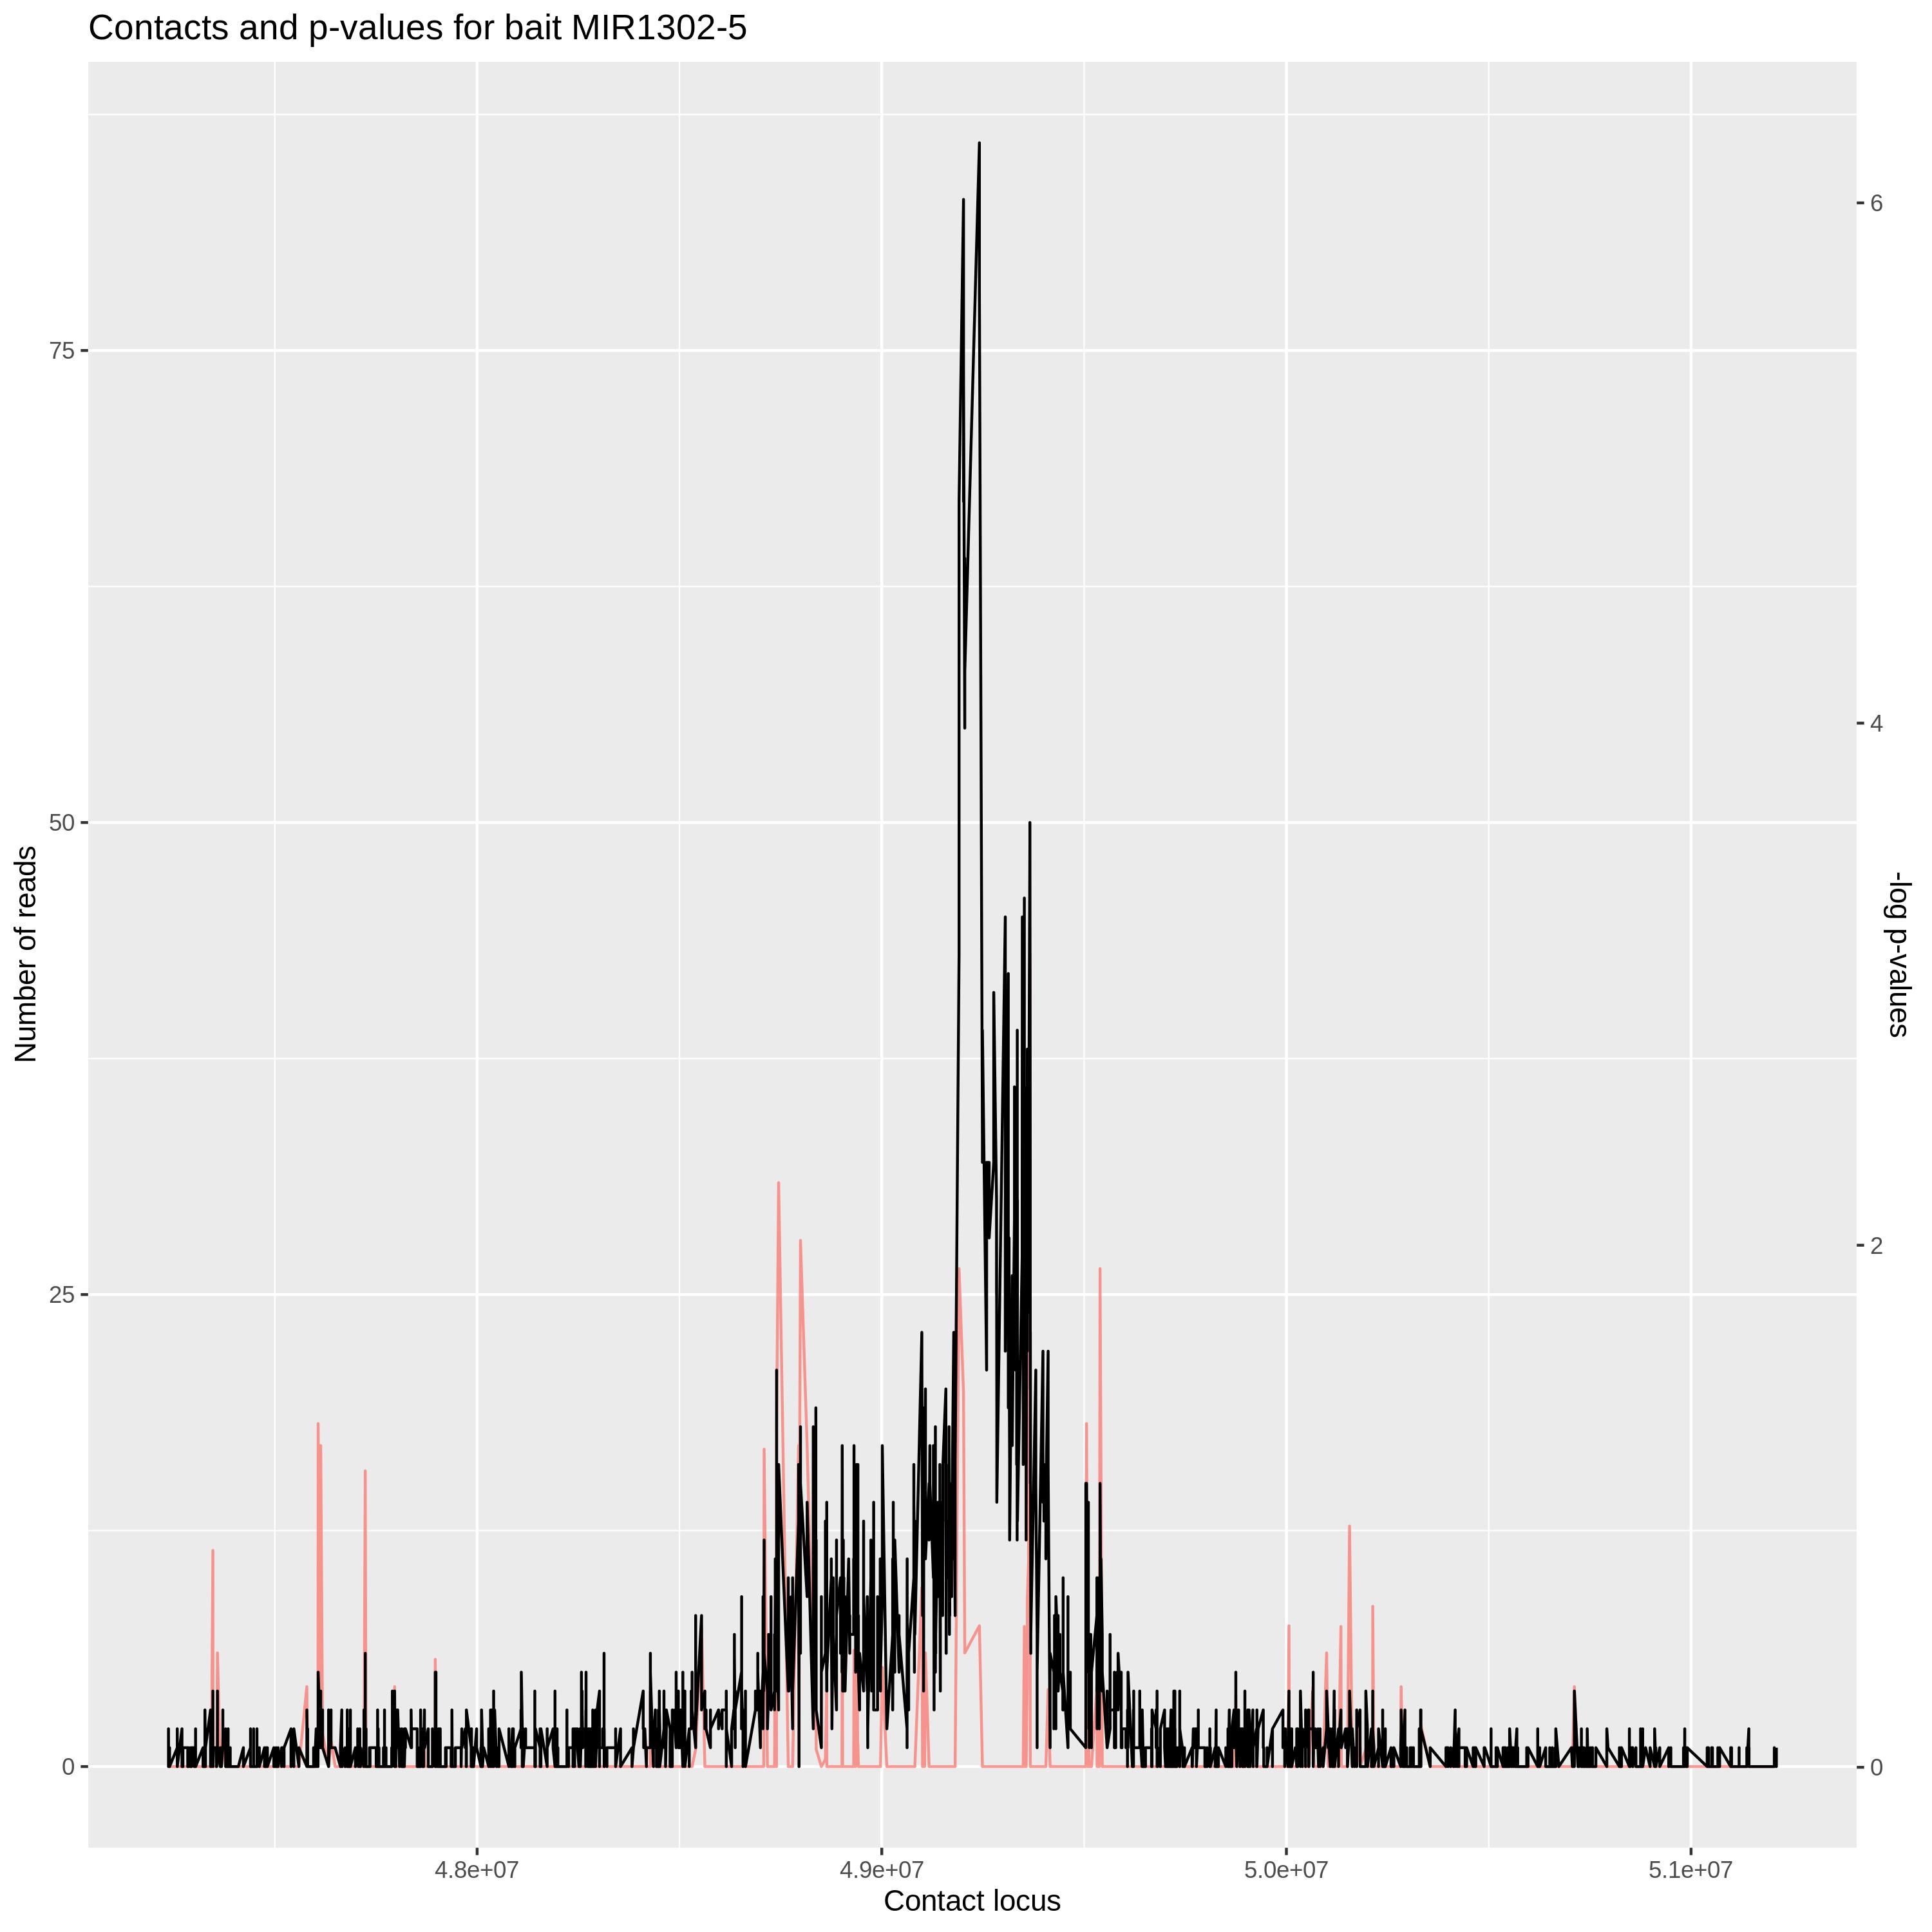 Contacts and p-values for bait MIR1302-5
Number of reads
75
50
25
0
6
4
2
0
-log p-values
4.8e+07
4.9e+07
5.0e+07
5.1e+07
Contact locus